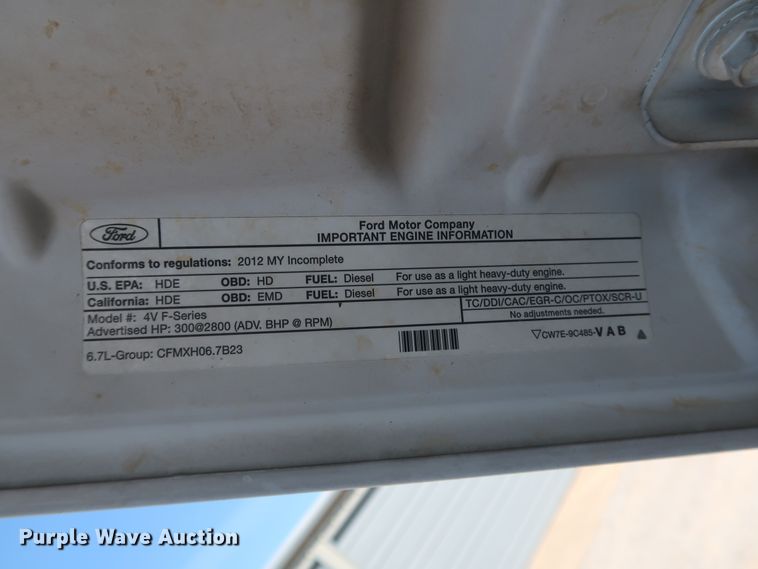 Ford
Ford Motor Company
IMPORTANT ENGINE INFORMATION
Conforms to regulations: 2012 MY Incomplete
U.S. EPA: HDE OBD: HD FUEL: Diesel For use as a light heavy-duty engine.
California: HDE OBD: EMD FUEL: Diesel For use as a light heavy-duty engine.
Model #: 4V F-Series TC/DDI/CAC/EGR-C/OC/PTOX/SCR-U
Advertised HP: 300@2800 (ADV. BHP @ RPM) No adjustments needed.
6.7L-Group: CFMXH06.7B23 ▽CW7E-9C485-VAB
Purple Wave Auction